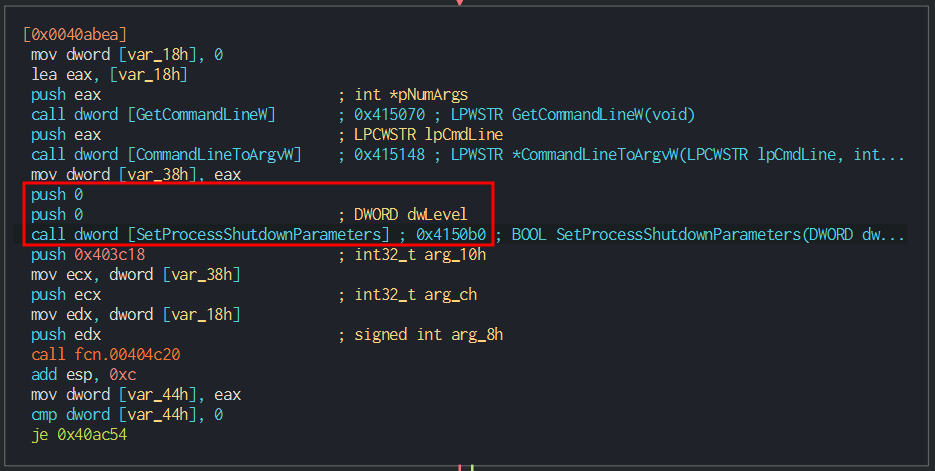 [0x0040abea]
mov dword [var_18h], 0
lea eax, [var_18h]
push eax ; int *pNumArgs
call dword [GetCommandLineW] ; 0x415070 ; LPWSTR GetCommandLineW(void)
push eax ; LPCWSTR lpCmdLine
call dword [CommandLineToArgvW] ; 0x415148 ; LPWSTR *CommandLineToArgvW(LPCWSTR lpCmdLine, int...
mov dword [var_38h], eax
push 0
push 0 ; DWORD dwLevel
call dword [SetProcessShutdownParameters] ; 0x4150b0 ; BOOL SetProcessShutdownParameters(DWORD dw...
push 0x403c18 ; int32_t arg_10h
mov ecx, dword [var_38h]
push ecx ; int32_t arg_ch
mov edx, dword [var_18h]
push edx ; signed int arg_8h
call fcn.00404c20
add esp, 0xc
mov dword [var_44h], eax
cmp dword [var_44h], 0
je 0x40ac54